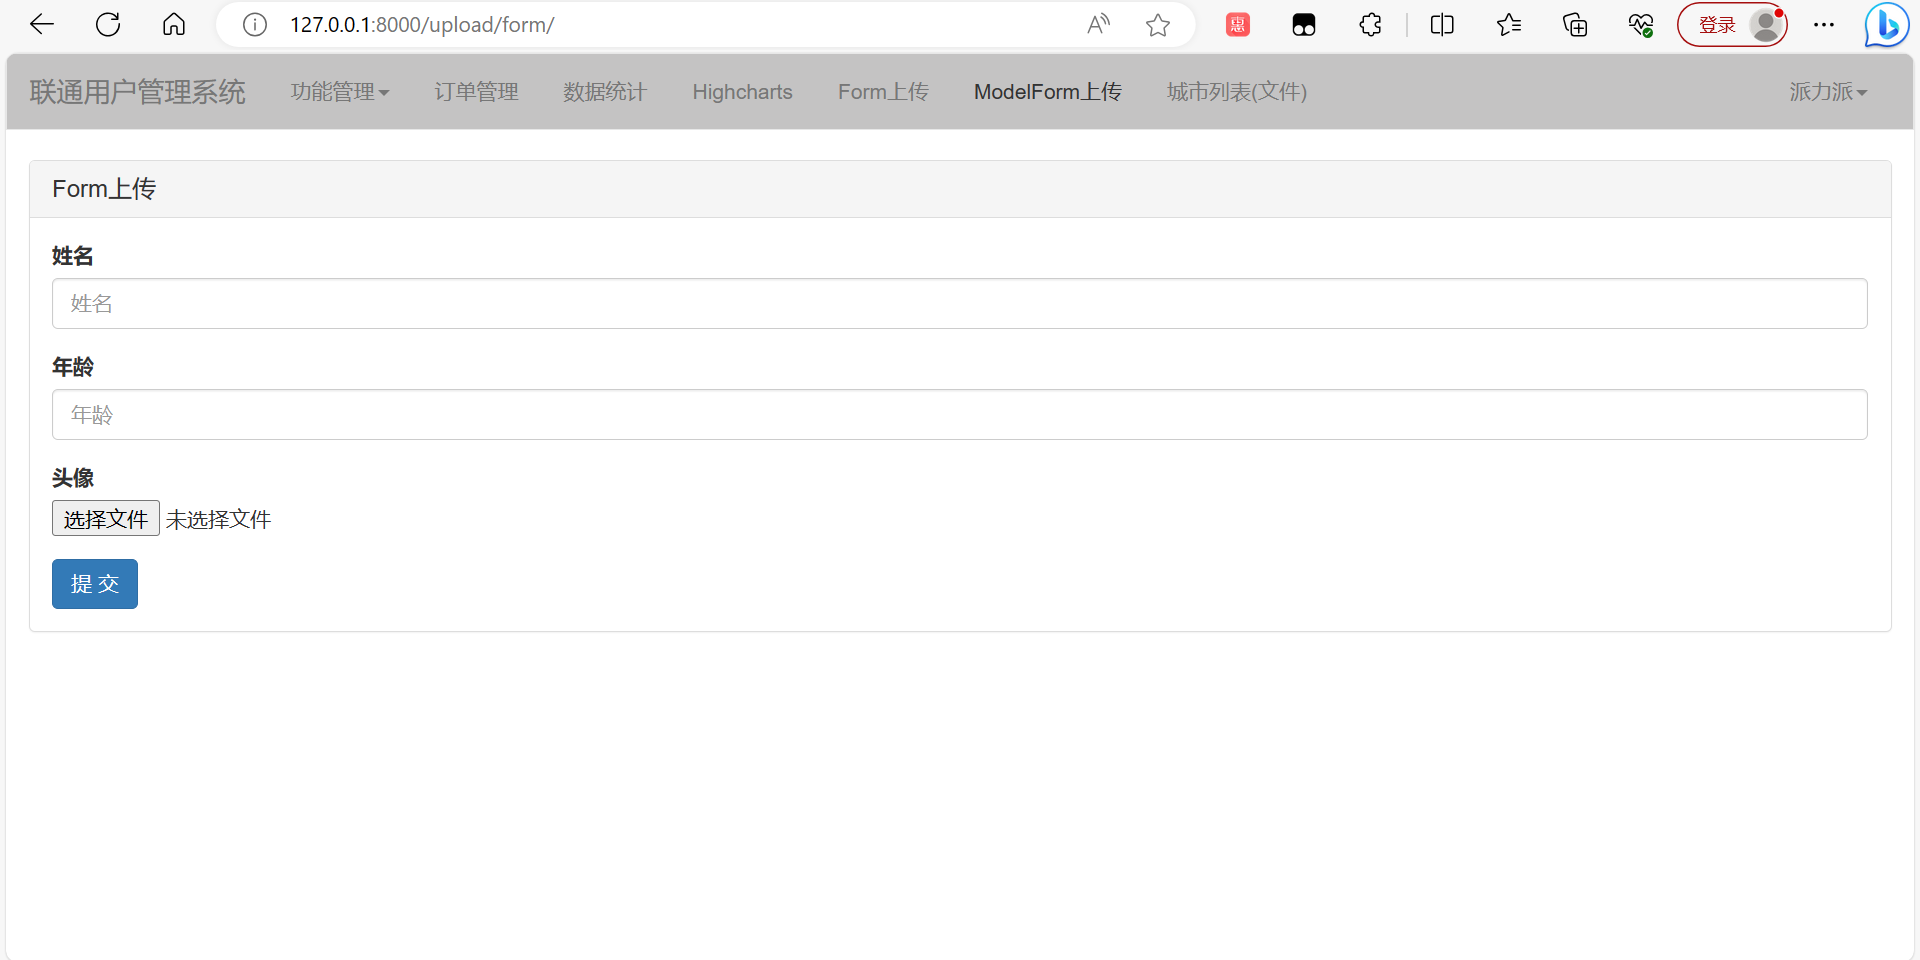 127.0.0.1:8000/upload/form/ A 惠 登录
联通用户管理系统 功能管理 订单管理 数据统计 Highcharts Form上传 ModelForm上传 城市列表(文件) 派力派
Form上传
姓名
姓名
年龄
年龄
头像
选择文件 未选择文件
提 交